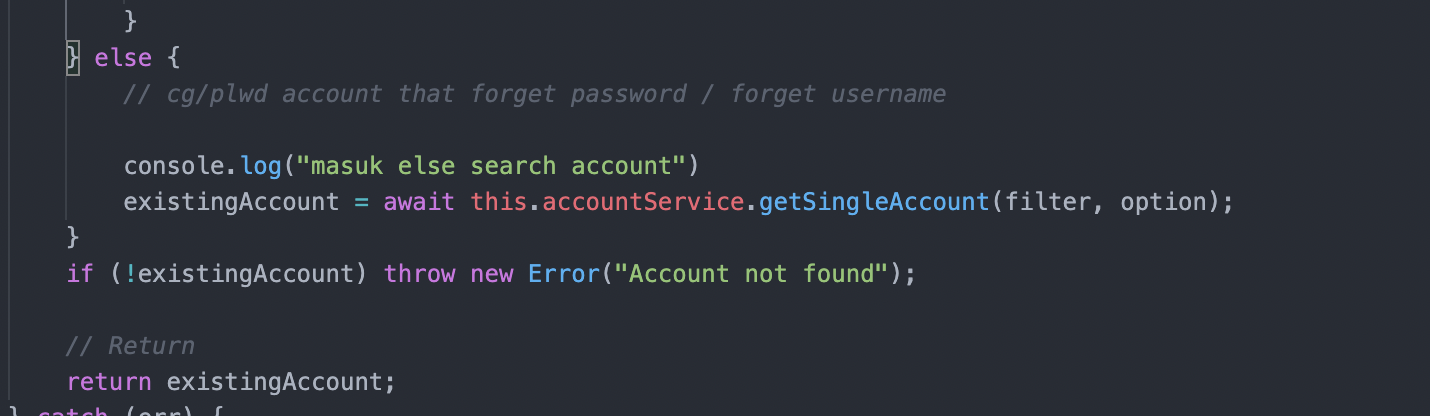 }
} else {
// cg/plwd account that forget password / forget username
console.log("masuk else search account")
existingAccount = await this.accountService.getSingleAccount(filter, option);
}
if (!existingAccount) throw new Error("Account not found");
// Return
return existingAccount;
} catch (err) {